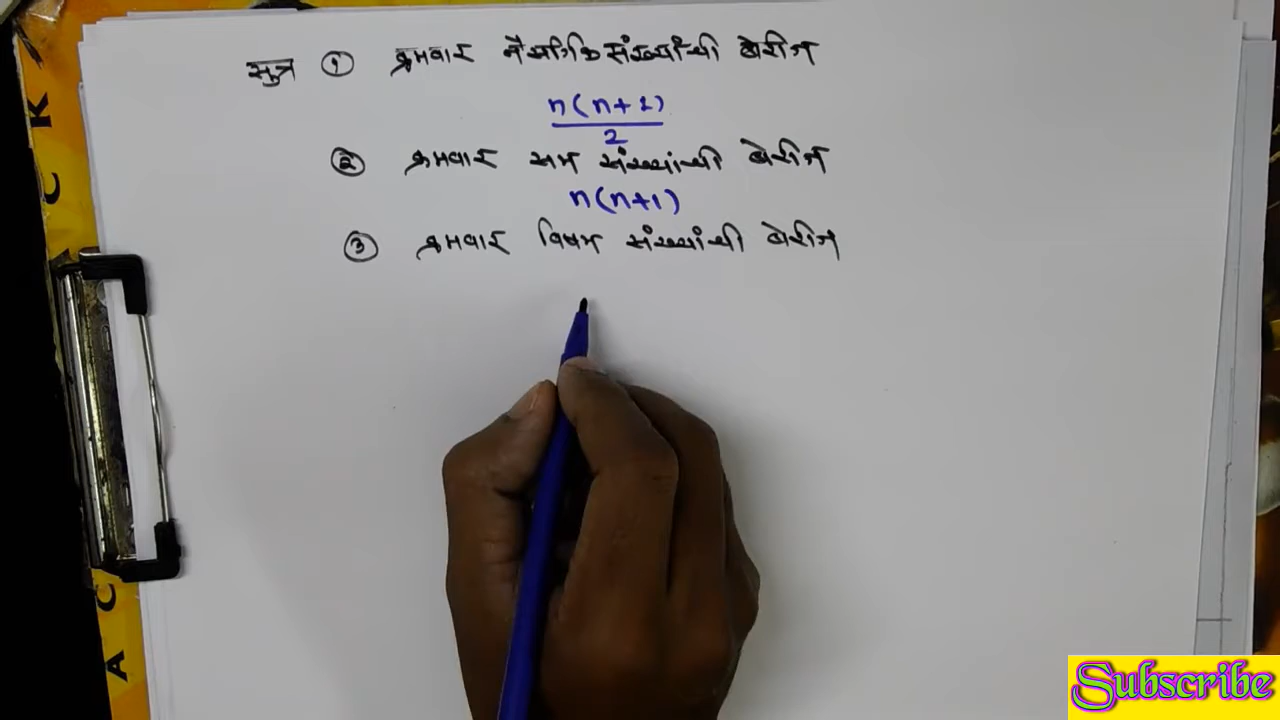 सुत्र ① क्रमवार नैसर्गिक संख्यांची बेरीज
n(n+1)
2
② क्रमवार सम संख्यांची बेरीज
n(n+1)
③ क्रमवार विषम संख्यांची बेरीज
C K
A C
Subscribe